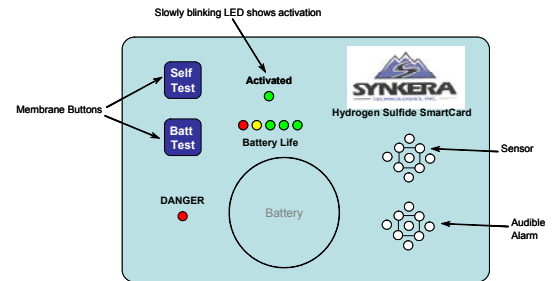 Slowly blinking LED shows activation
Self
Test
Activated
SYNKERA
TECHNOLOGIES, INC.
Hydrogen Sulfide SmartCard
Membrane Buttons
Batt
Test
Battery Life
Sensor
DANGER
Battery
Audible
Alarm